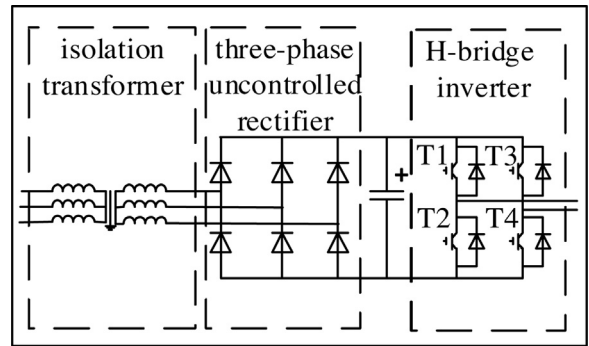 isolation
transformer
three-phase
uncontrolled
rectifier
H-bridge
inverter
+
T1
T3
T2
T4